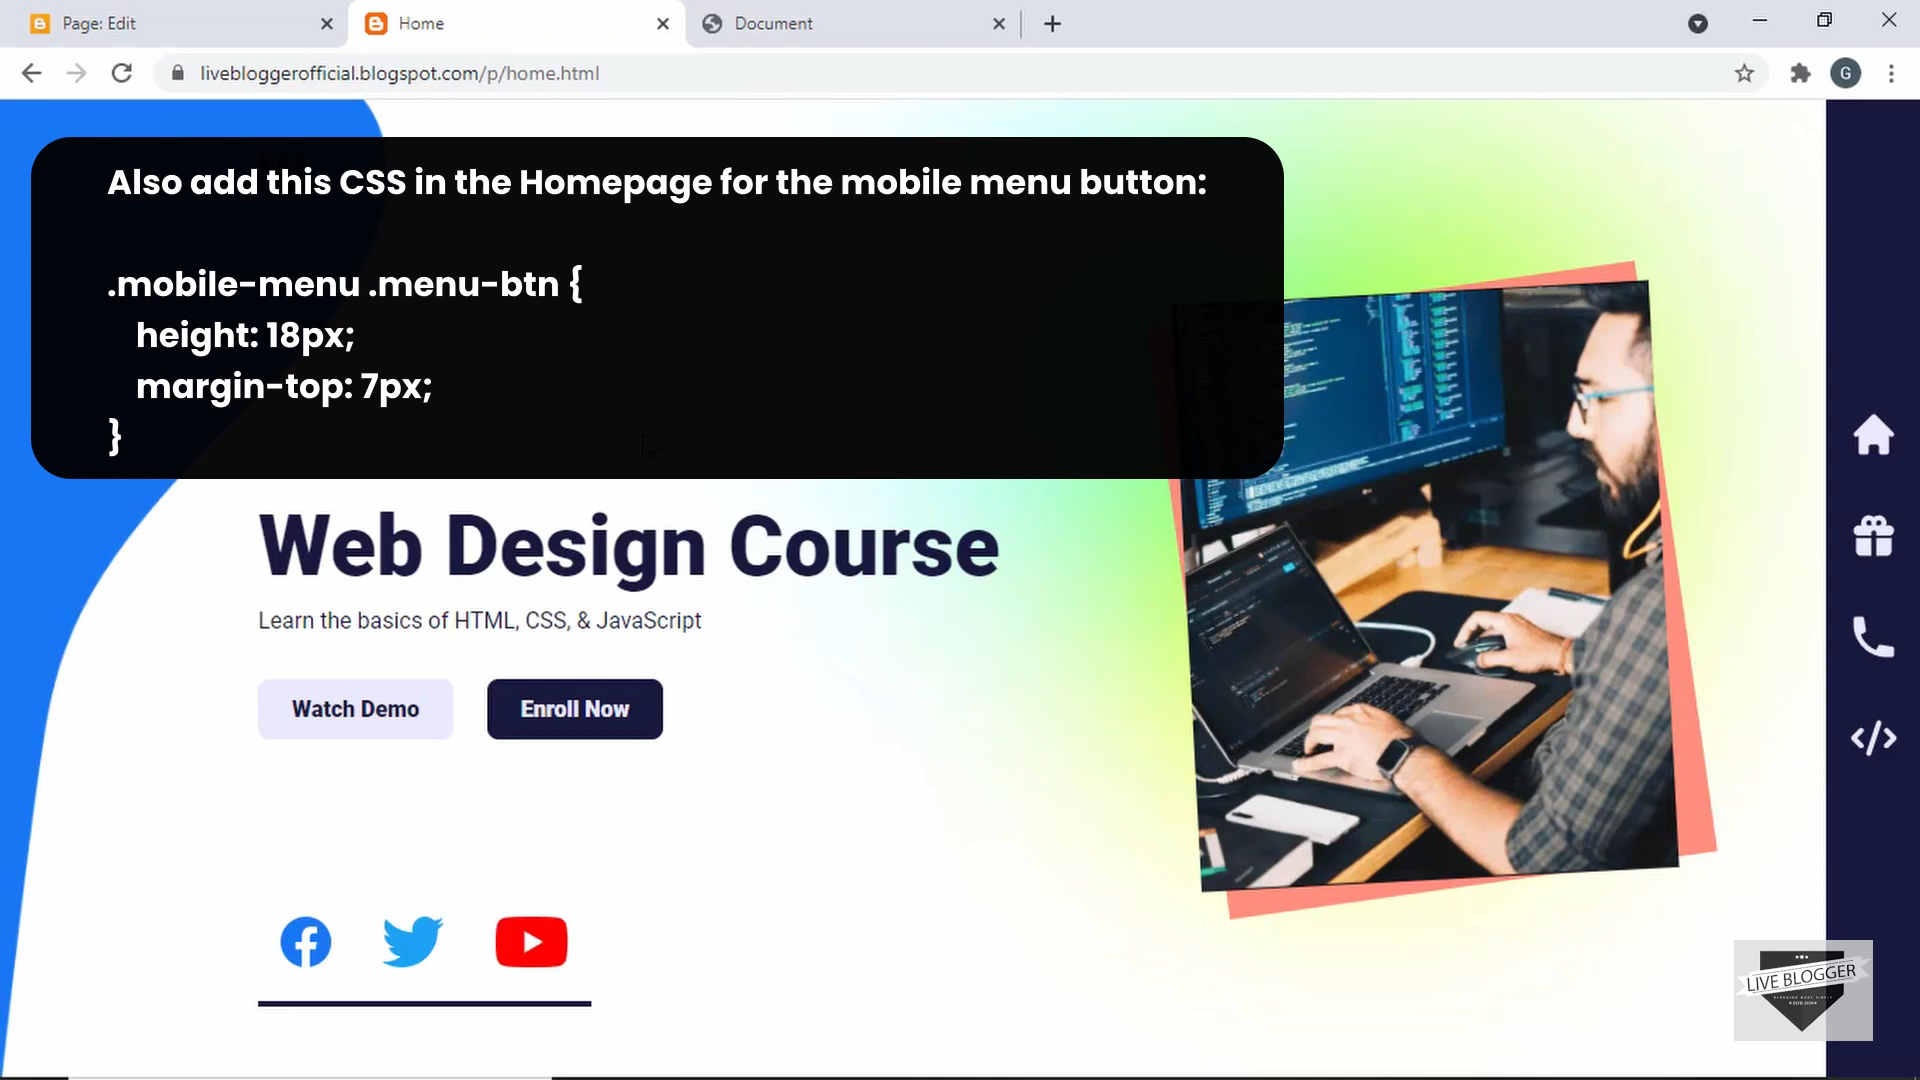 Page: Edit
Home
Document
livebloggerofficial.blogspot.com/p/home.html
G
Also add this CSS in the Homepage for the mobile menu button:
.mobile-menu .menu-btn {
height: 18px;
margin-top: 7px;
}
Web Design Course
Learn the basics of HTML, CSS, & JavaScript
Watch Demo
Enroll Now
LIVE BLOGGER